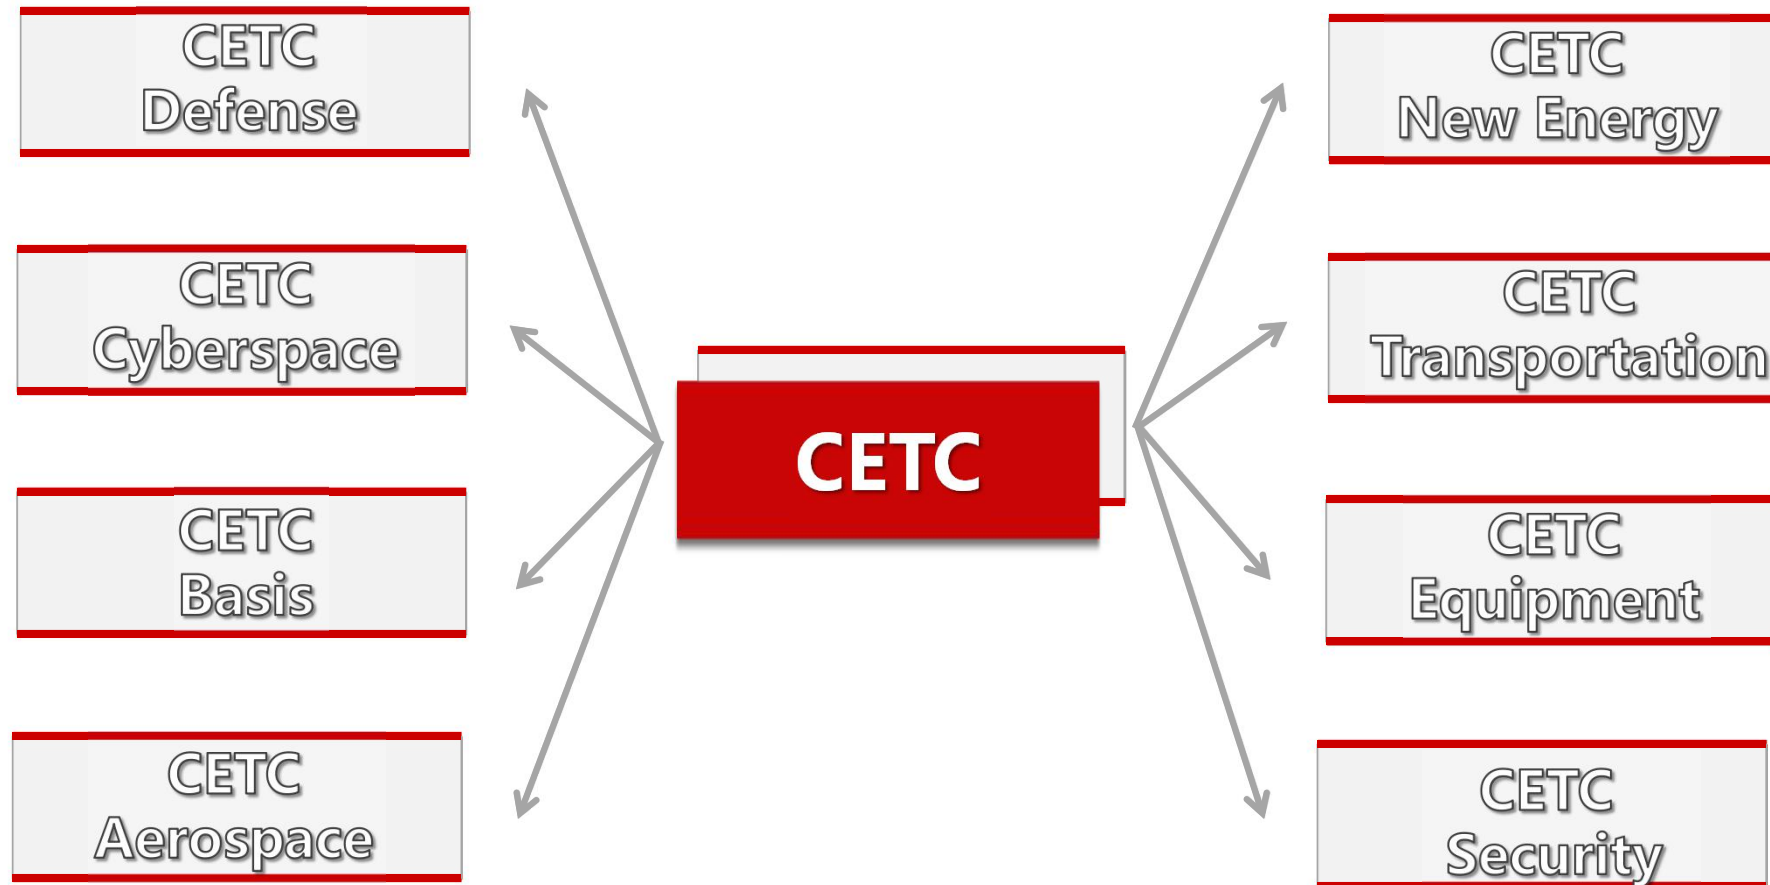 CETC
Defense
CETC
Cyberspace
CETC
Basis
CETC
Aerospace
CETC
CETC
New Energy
CETC
Transportation
CETC
Equipment
CETC
Security